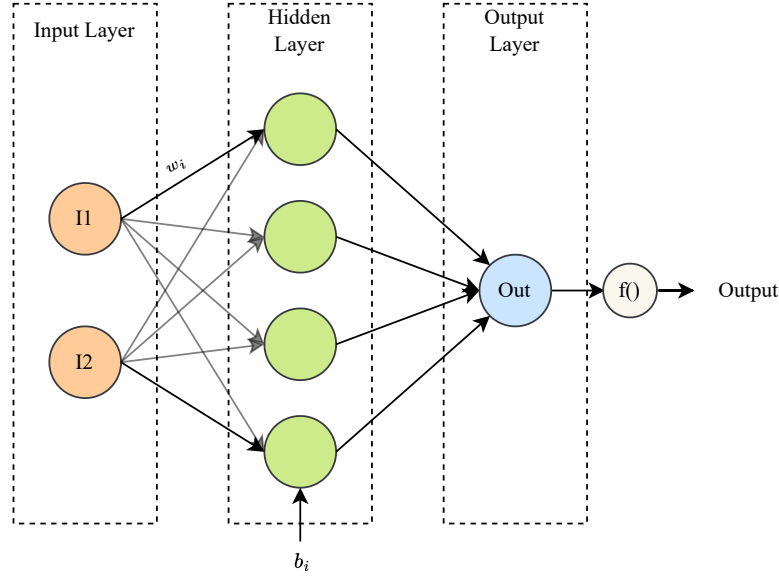 Input Layer
Hidden
Layer
Output
Layer
w_i
I1
I2
Out
f()
Output
b_i